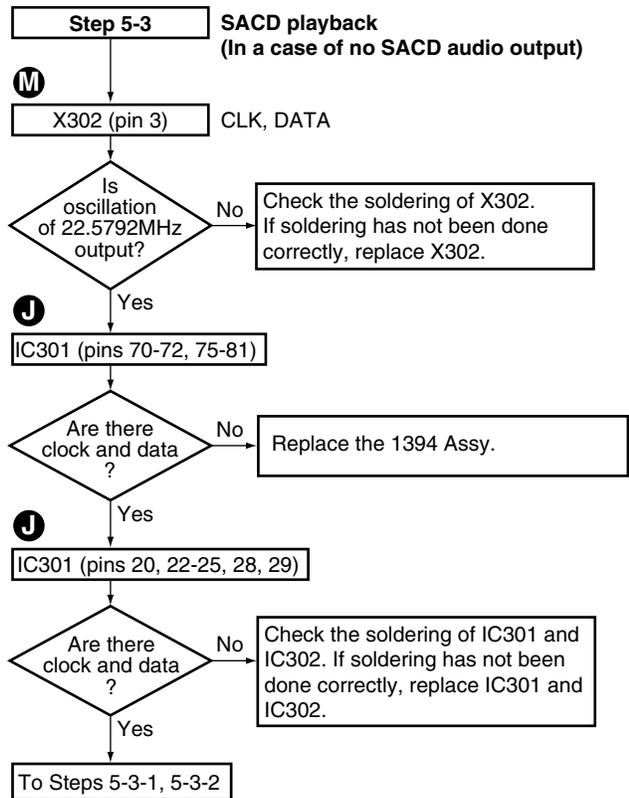 Step 5-3
SACD playback
(In a case of no SACD audio output)
M
X302 (pin 3)
CLK, DATA
Is
oscillation
of 22.5792MHz
output?
No
Check the soldering of X302.
If soldering has not been done
correctly, replace X302.
Yes
J
IC301 (pins 70-72, 75-81)
Are there
clock and data
?
No
Replace the 1394 Assy.
Yes
J
IC301 (pins 20, 22-25, 28, 29)
Are there
clock and data
?
No
Check the soldering of IC301 and
IC302. If soldering has not been
done correctly, replace IC301 and
IC302.
Yes
To Steps 5-3-1, 5-3-2